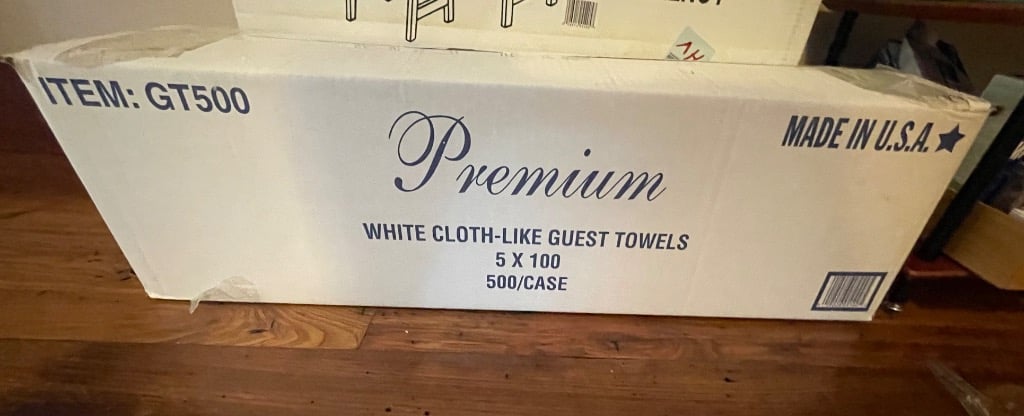 ITEM: GT500
Premium
MADE IN U.S.A.
WHITE CLOTH-LIKE GUEST TOWELS
5 X 100
500/CASE